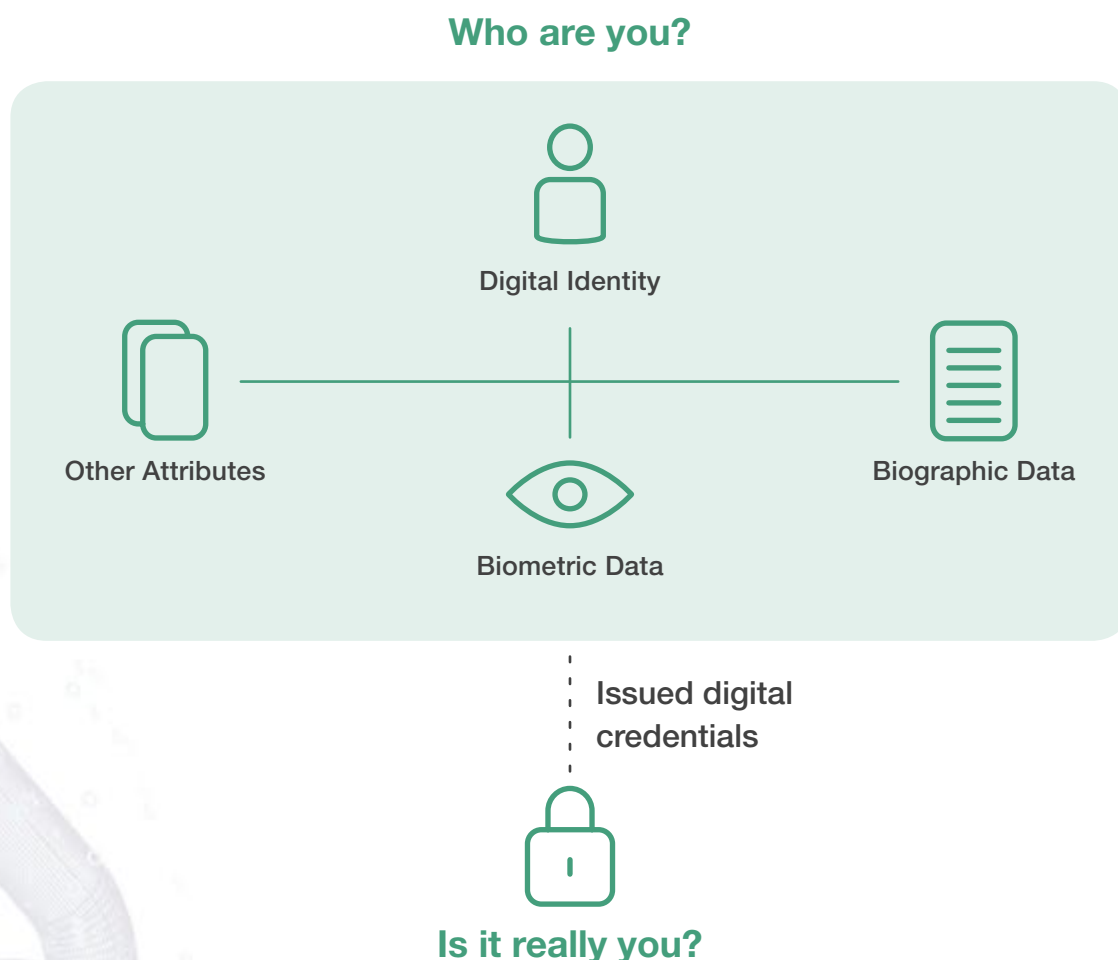 Who are you?
Digital Identity
Other Attributes
Biographic Data
Biometric Data
Issued digital
credentials
Is it really you?